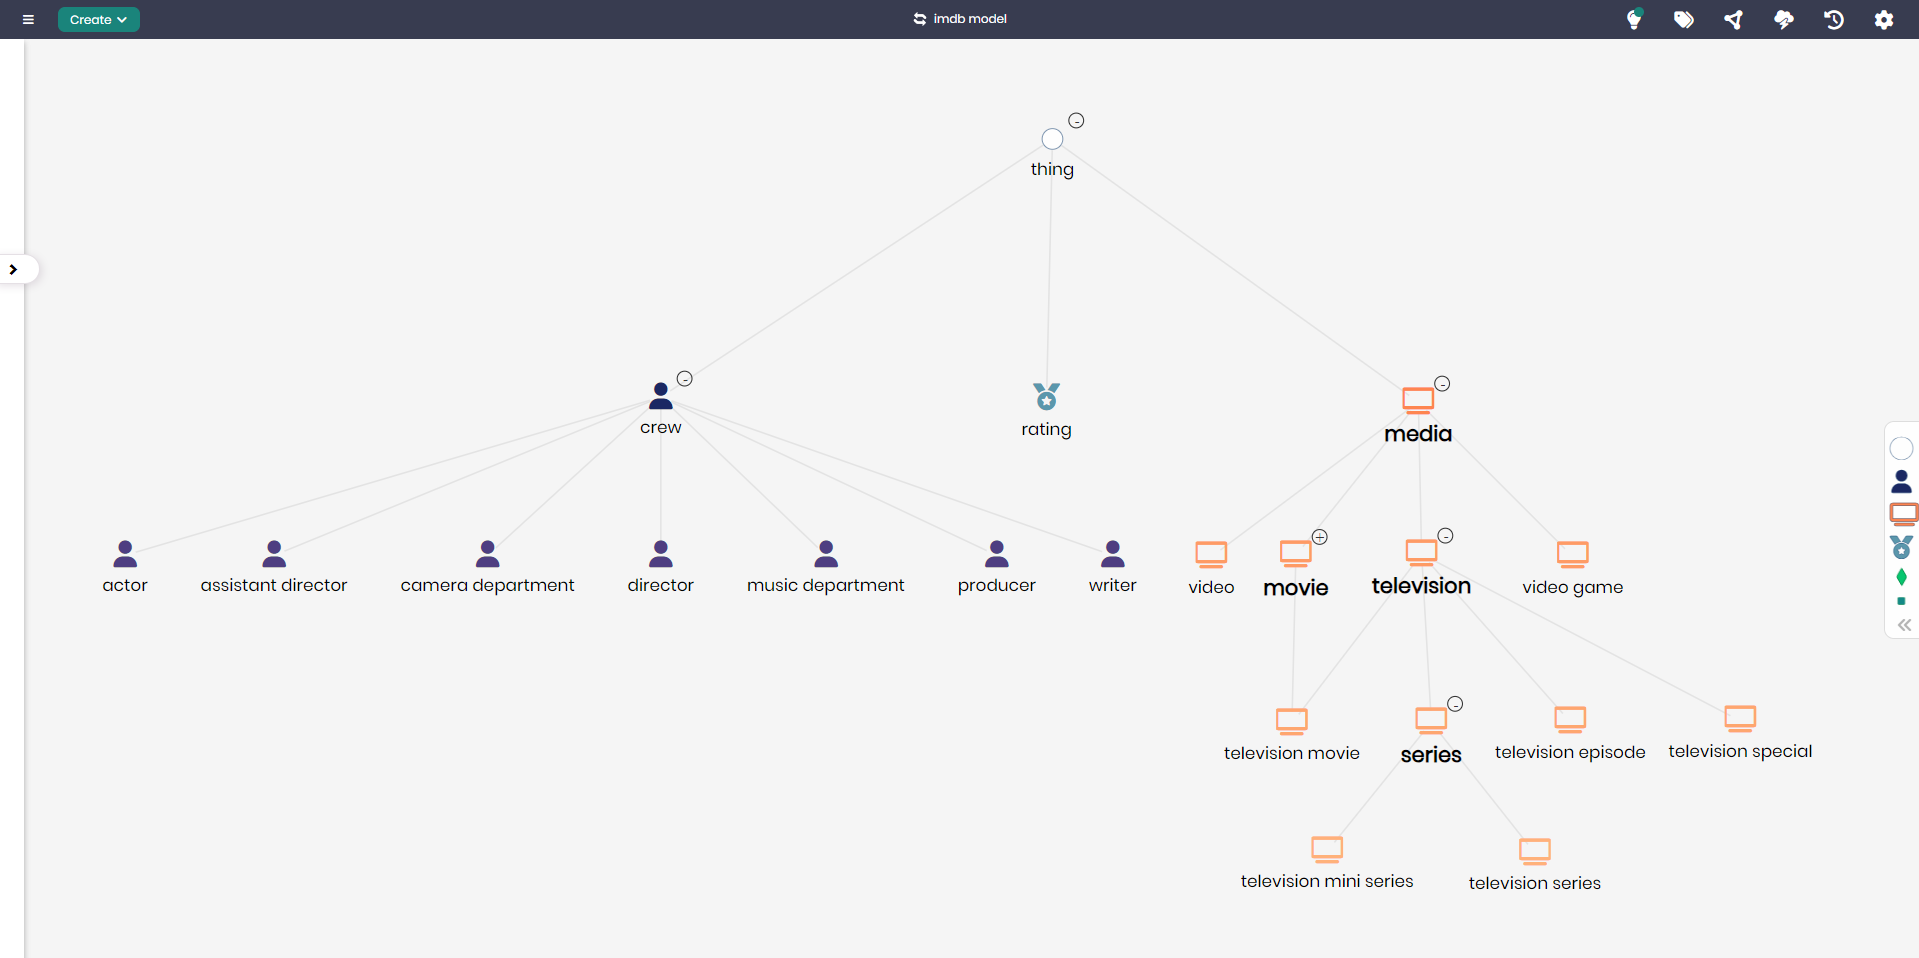 Create
imdb model
thing
crew
rating
media
actor
assistant director
camera department
director
music department
producer
writer
video
movie
television
video game
television movie
series
television episode
television special
television mini series
television series